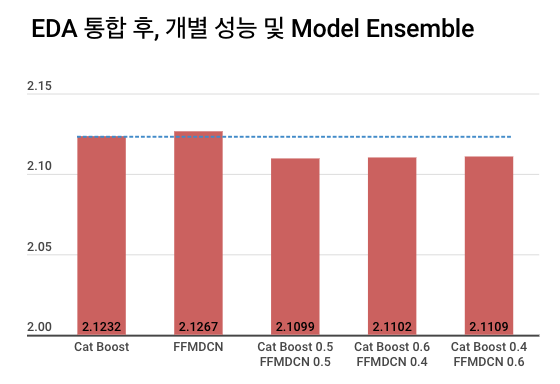 EDA 통합 후, 개별 성능 및 Model Ensemble
2.15
2.10
2.05
2.00
2.1232
2.1267
2.1099
2.1102
2.1109
Cat Boost
FFMDCN
Cat Boost 0.5
FFMDCN 0.5
Cat Boost 0.6
FFMDCN 0.4
Cat Boost 0.4
FFMDCN 0.6